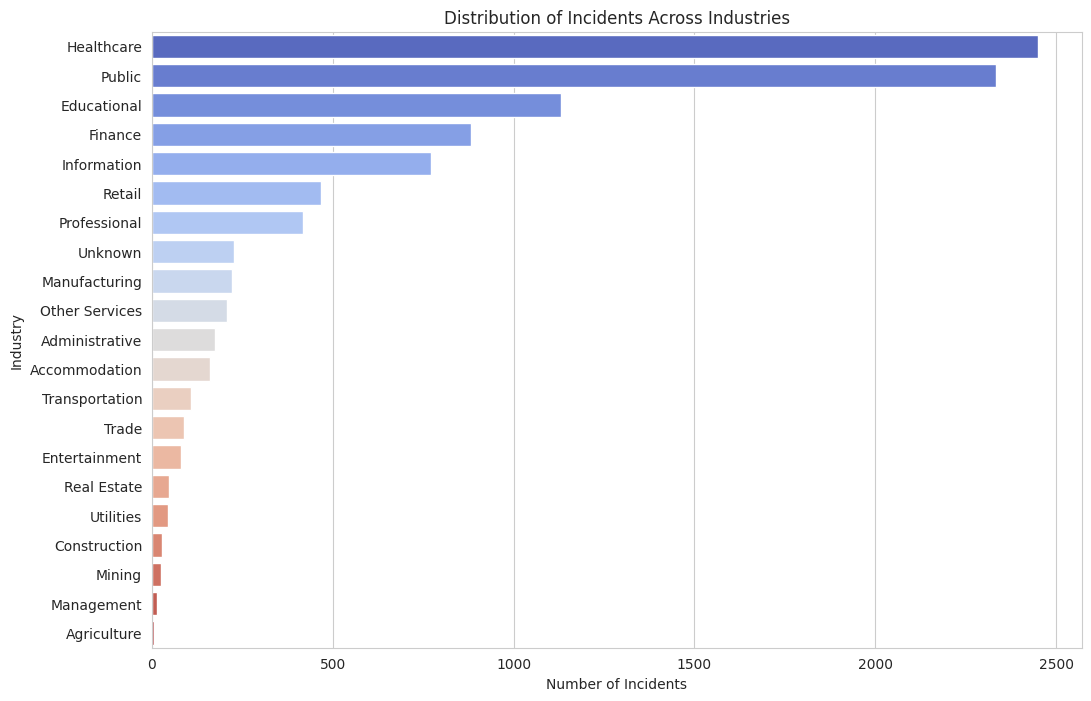 Distribution of Incidents Across Industries
Industry
Healthcare
Public
Educational
Finance
Information
Retail
Professional
Unknown
Manufacturing
Other Services
Administrative
Accommodation
Transportation
Trade
Entertainment
Real Estate
Utilities
Construction
Mining
Management
Agriculture
0 500 1000 1500 2000 2500
Number of Incidents